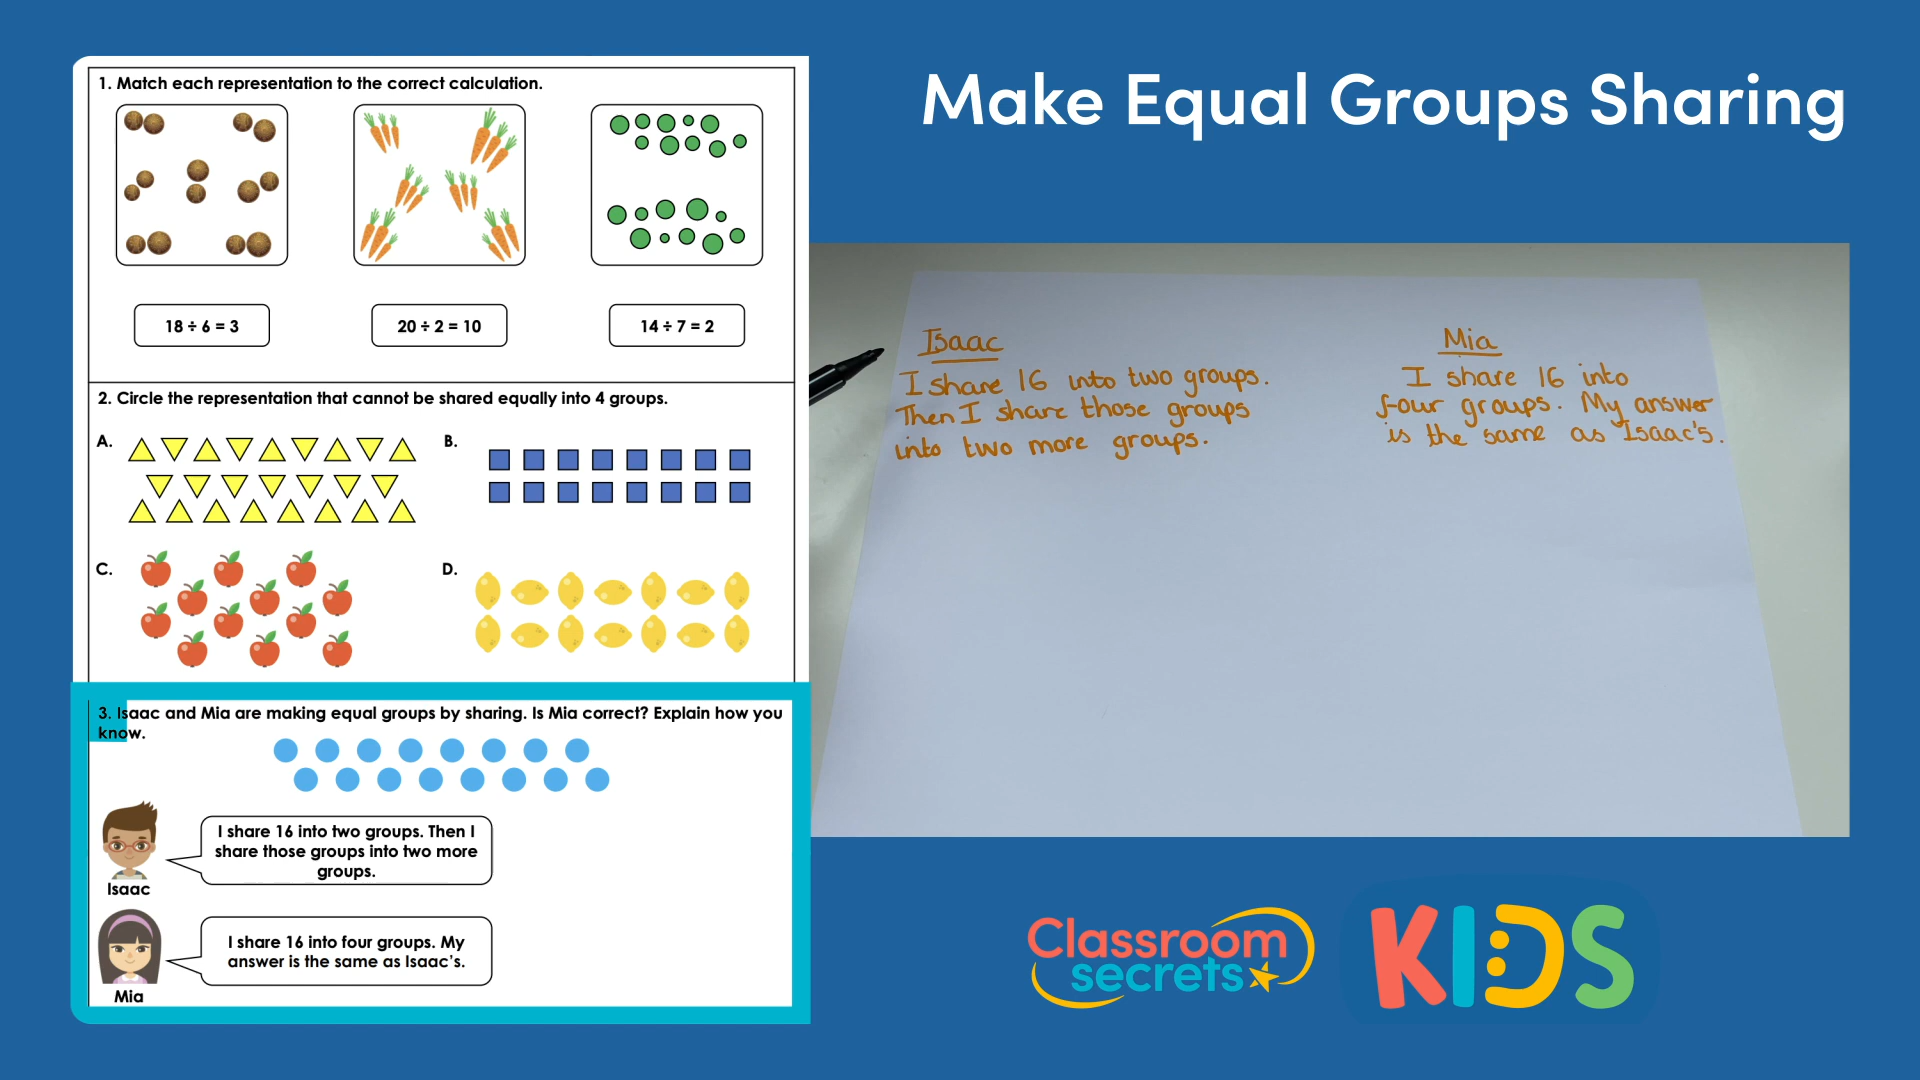 Make Equal Groups Sharing
1. Match each representation to the correct calculation.
18 ÷ 6 = 3
20 ÷ 2 = 10
14 ÷ 7 = 2
2. Circle the representation that cannot be shared equally into 4 groups.
A.
B.
C.
D.
3. Isaac and Mia are making equal groups by sharing. Is Mia correct? Explain how you
know.
I share 16 into two groups. Then I
share those groups into two more
groups.
Isaac
I share 16 into four groups. My
answer is the same as Isaac's.
Mia
Isaac
I share 16 into two groups.
Then I share those groups
into two more groups.
Mia
I share 16 into
four groups. My answer
is the same as Isaac's.
Classroom
secrets
KIDS